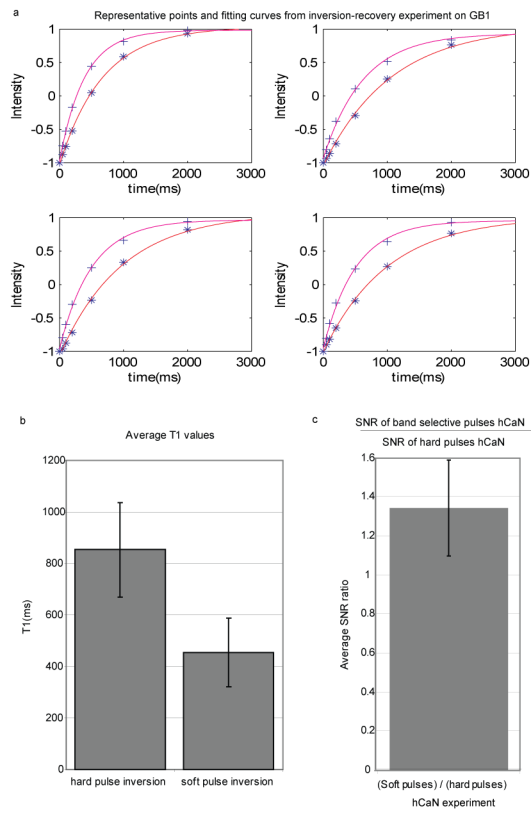 a
Representative points and fitting curves from inversion-recovery experiment on GB1
Intensity
1
0.5
0
-0.5
-1
0 1000 2000 3000
time(ms)
Intensity
1
0.5
0
-0.5
-1
0 1000 2000 3000
time(ms)
Intensity
1
0.5
0
-0.5
-1
0 1000 2000 3000
time(ms)
Intensity
1
0.5
0
-0.5
-1
0 1000 2000 3000
time(ms)
b
Average T1 values
T1(ms)
1200
1000
800
600
400
200
0
hard pulse inversion soft pulse inversion
c
SNR of band selective pulses hCaN
SNR of hard pulses hCaN
Average SNR ratio
1.6
1.4
1.2
1
0.8
0.6
0.4
0.2
0
(Soft pulses) / (hard pulses)
hCaN experiment